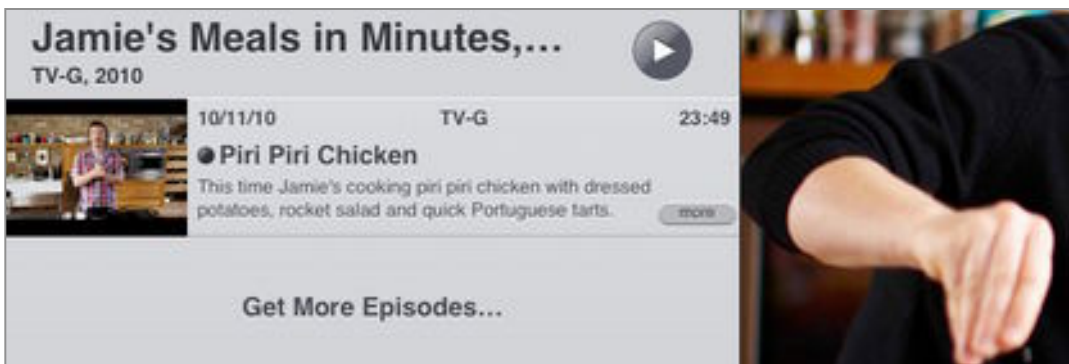 Jamie's Meals in Minutes,...
TV-G, 2010
10/11/10 TV-G 23:49
Piri Piri Chicken
This time Jamie's cooking piri piri chicken with dressed
potatoes, rocket salad and quick Portuguese tarts.
more
Get More Episodes...